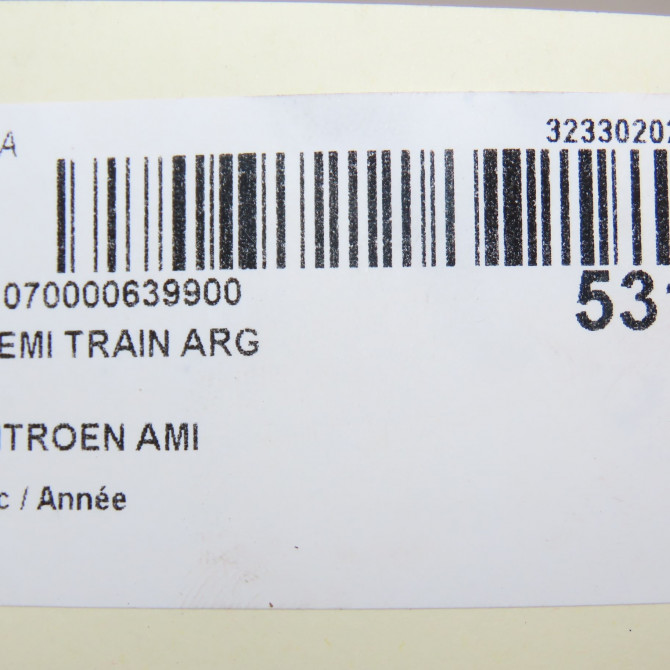 A
32330202
070000639900
531
EMI TRAIN ARG
ITROEN AMI
c / Année